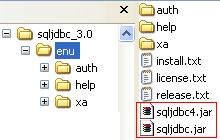 sqljdbc_3.0
enu
auth
help
xa
auth
help
xa
install.txt
license.txt
release.txt
sqljdbc4.jar
sqljdbc.jar